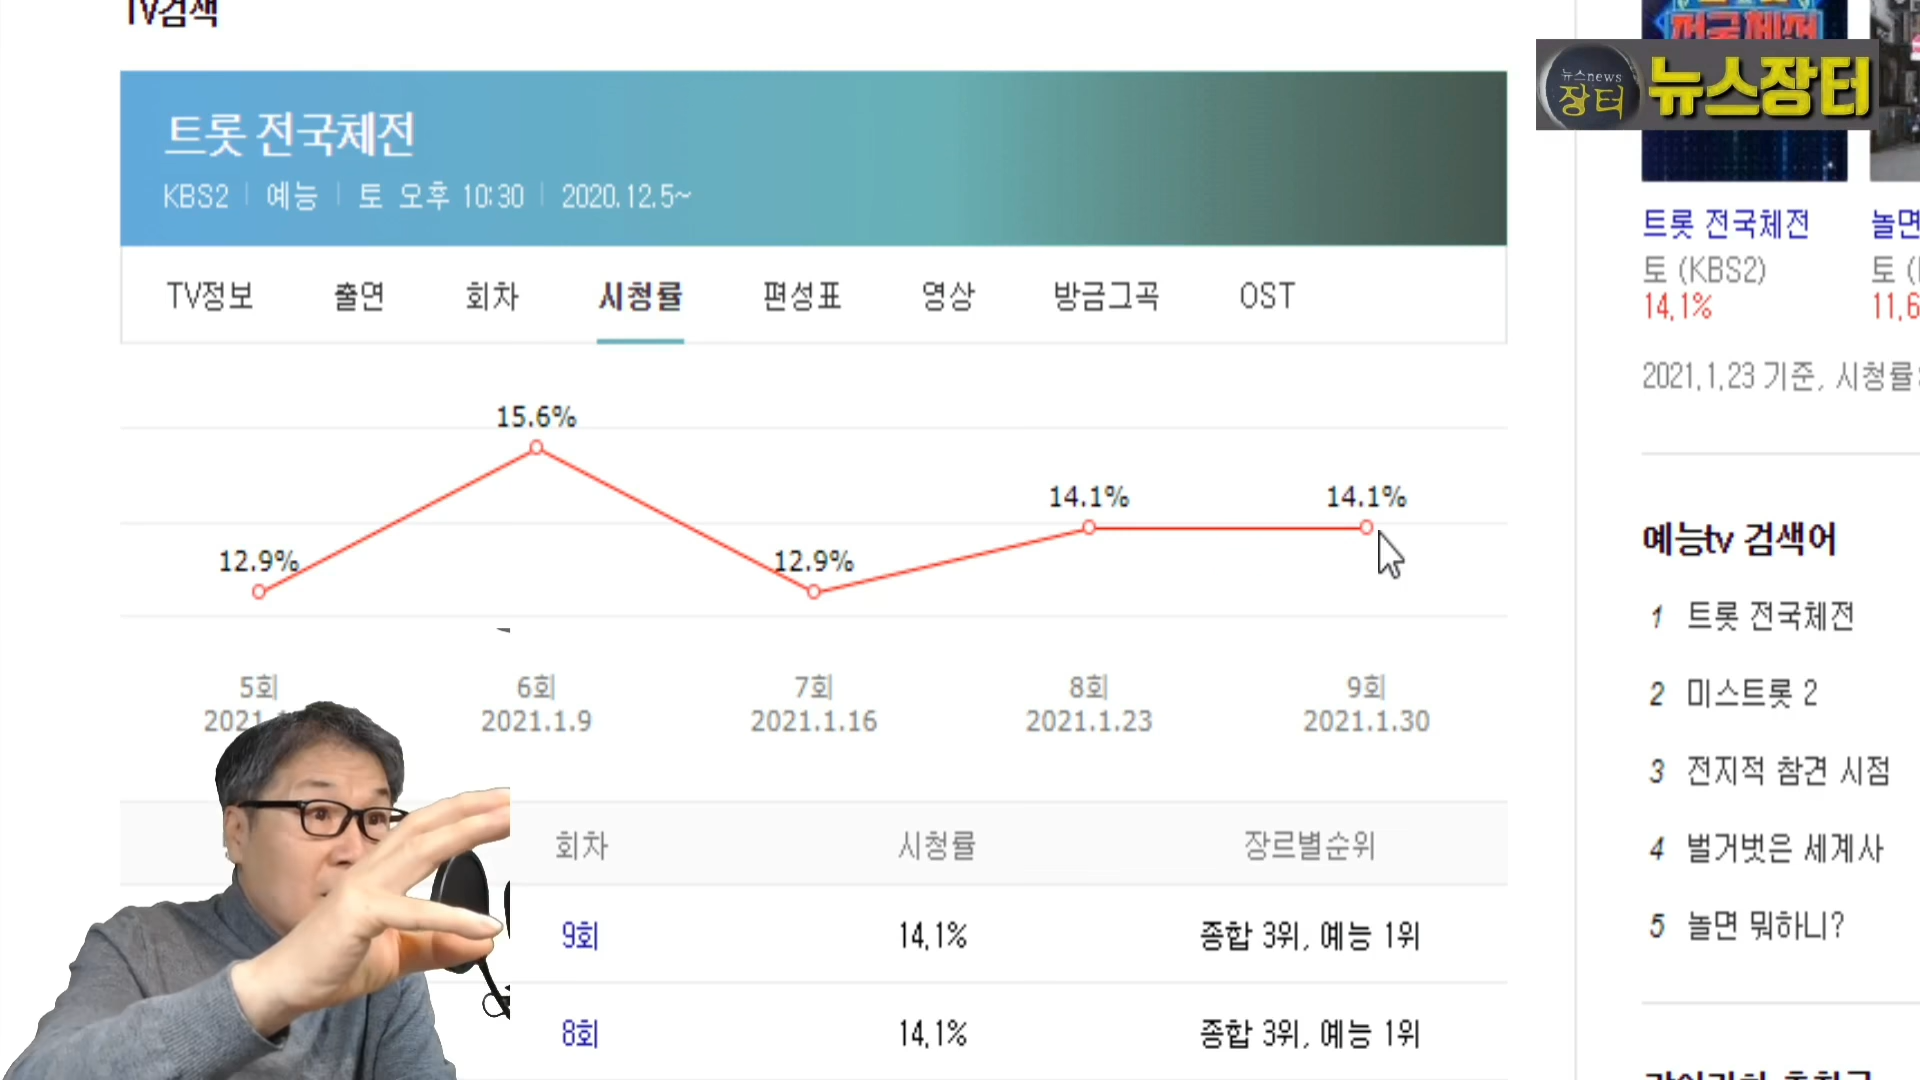 TV검색
트롯 전국체전
KBS2 | 예능 | 토 오후 10:30 | 2020.12.5~
TV정보 출연 회차 시청률 편성표 영상 방금그곡 OST
15.6%
14.1% 14.1%
12.9% 12.9%
5회 6회 7회 8회 9회
2021.1.9 2021.1.16 2021.1.23 2021.1.30
회차 시청률 장르별순위
9회 14.1% 종합 3위, 예능 1위
8회 14.1% 종합 3위, 예능 1위
전국체전
뉴스news
장터
뉴스장터
트롯 전국체전
토 (KBS2)
14.1%
놀면
토 (
11.6
2021.1.23 기준, 시청률
예능tv 검색어
1 트롯 전국체전
2 미스트롯 2
3 전지적 참견 시점
4 벌거벗은 세계사
5 놀면 뭐하니?